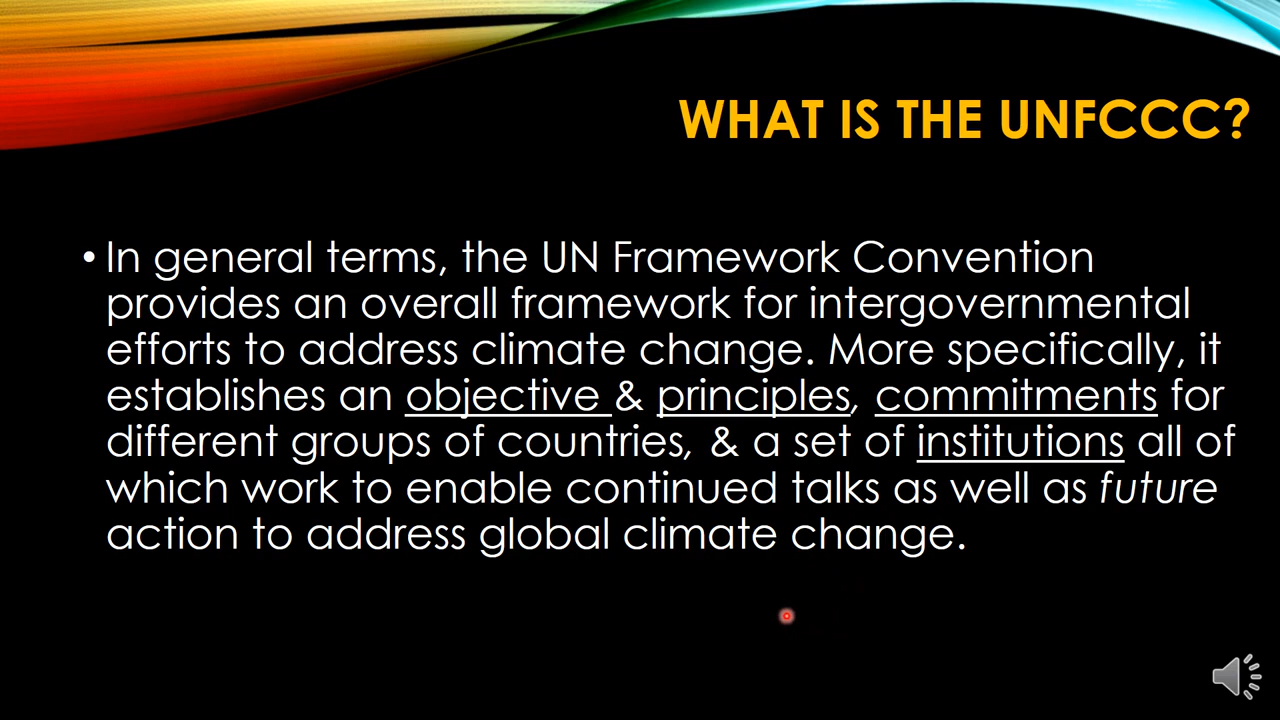 WHAT IS THE UNFCCC?
• In general terms, the UN Framework Convention
provides an overall framework for intergovernmental
efforts to address climate change. More specifically, it
establishes an objective & principles, commitments for
different groups of countries, & a set of institutions all of
which work to enable continued talks as well as future
action to address global climate change.